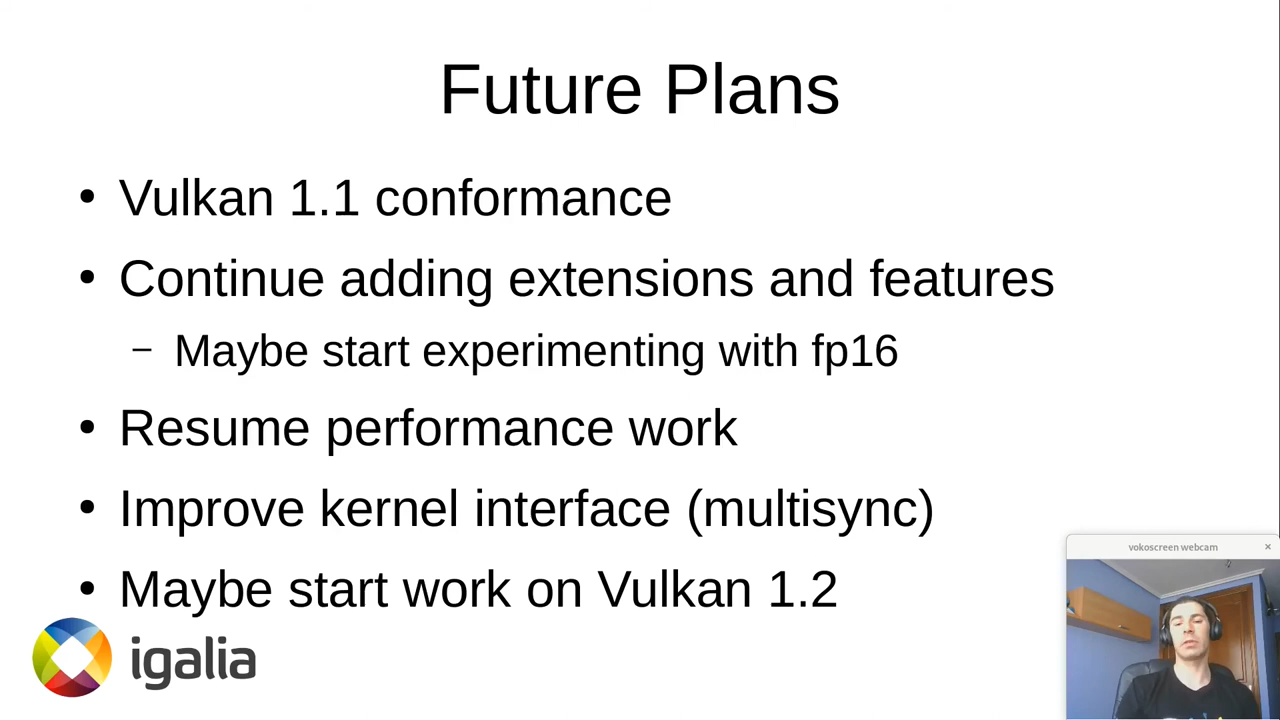 Future Plans
• Vulkan 1.1 conformance
• Continue adding extensions and features
– Maybe start experimenting with fp16
• Resume performance work
• Improve kernel interface (multisync)
• Maybe start work on Vulkan 1.2
igalia
vokoscreen webcam ×